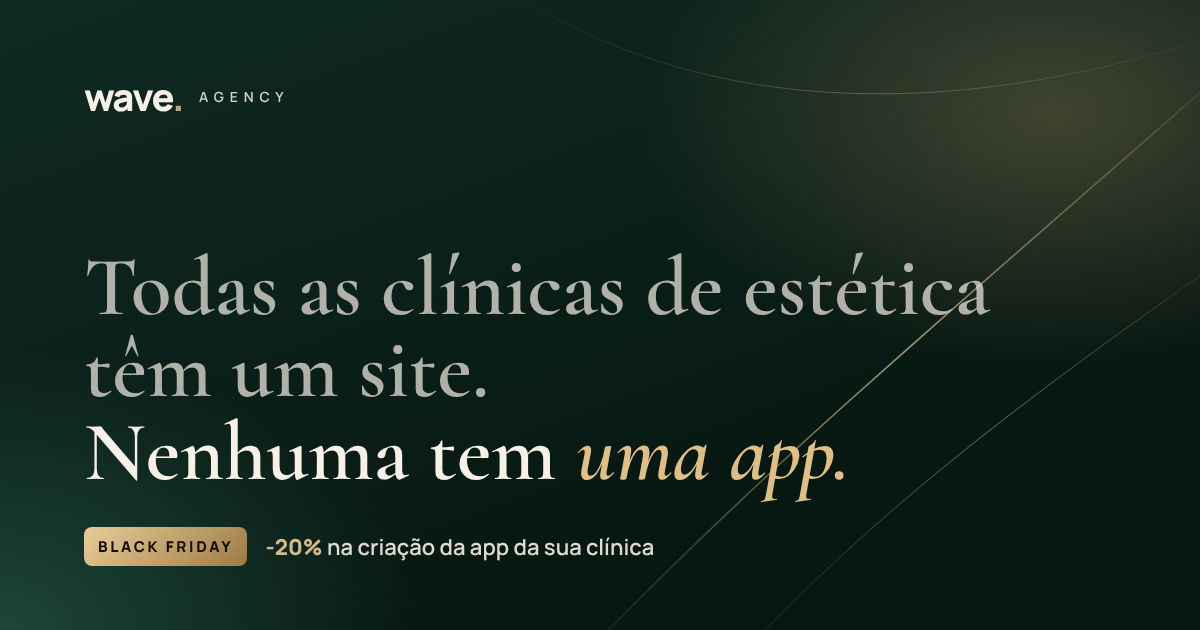 wave. AGENCY
Todas as clínicas de estética
têm um site.
Nenhuma tem uma app.
BLACK FRIDAY -20% na criação da app da sua clínica